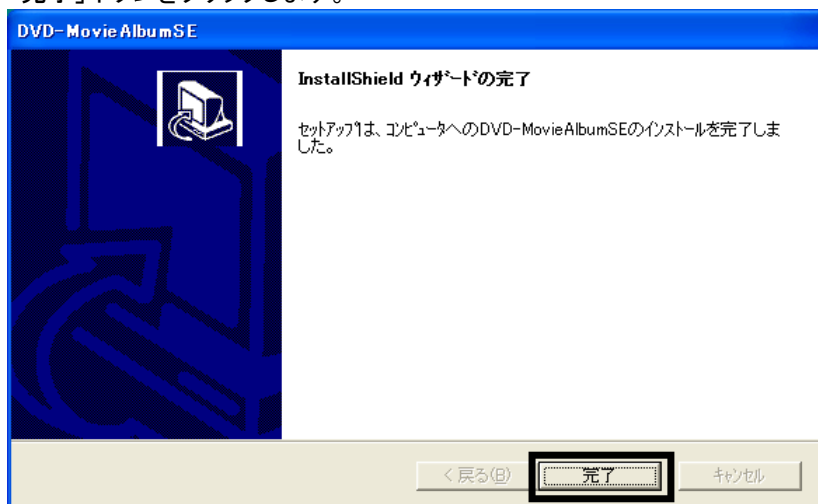 DVD-MovieAlbumSE
InstallShield ウィザードの完了
セットアップは、コンピュータへのDVD-MovieAlbumSEのインストールを完了しま
した。
< 戻る(B)
完了
キャンセル